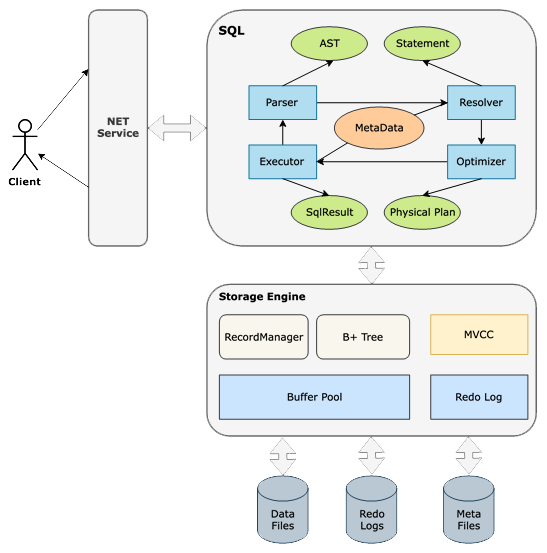 SQL
AST
Statement
NET
Service
Parser
Resolver
MetaData
Executor
Optimizer
Client
SqlResult
Physical Plan
Storage Engine
RecordManager
B+ Tree
MVCC
Buffer Pool
Redo Log
Data
Files
Redo
Logs
Meta
Files